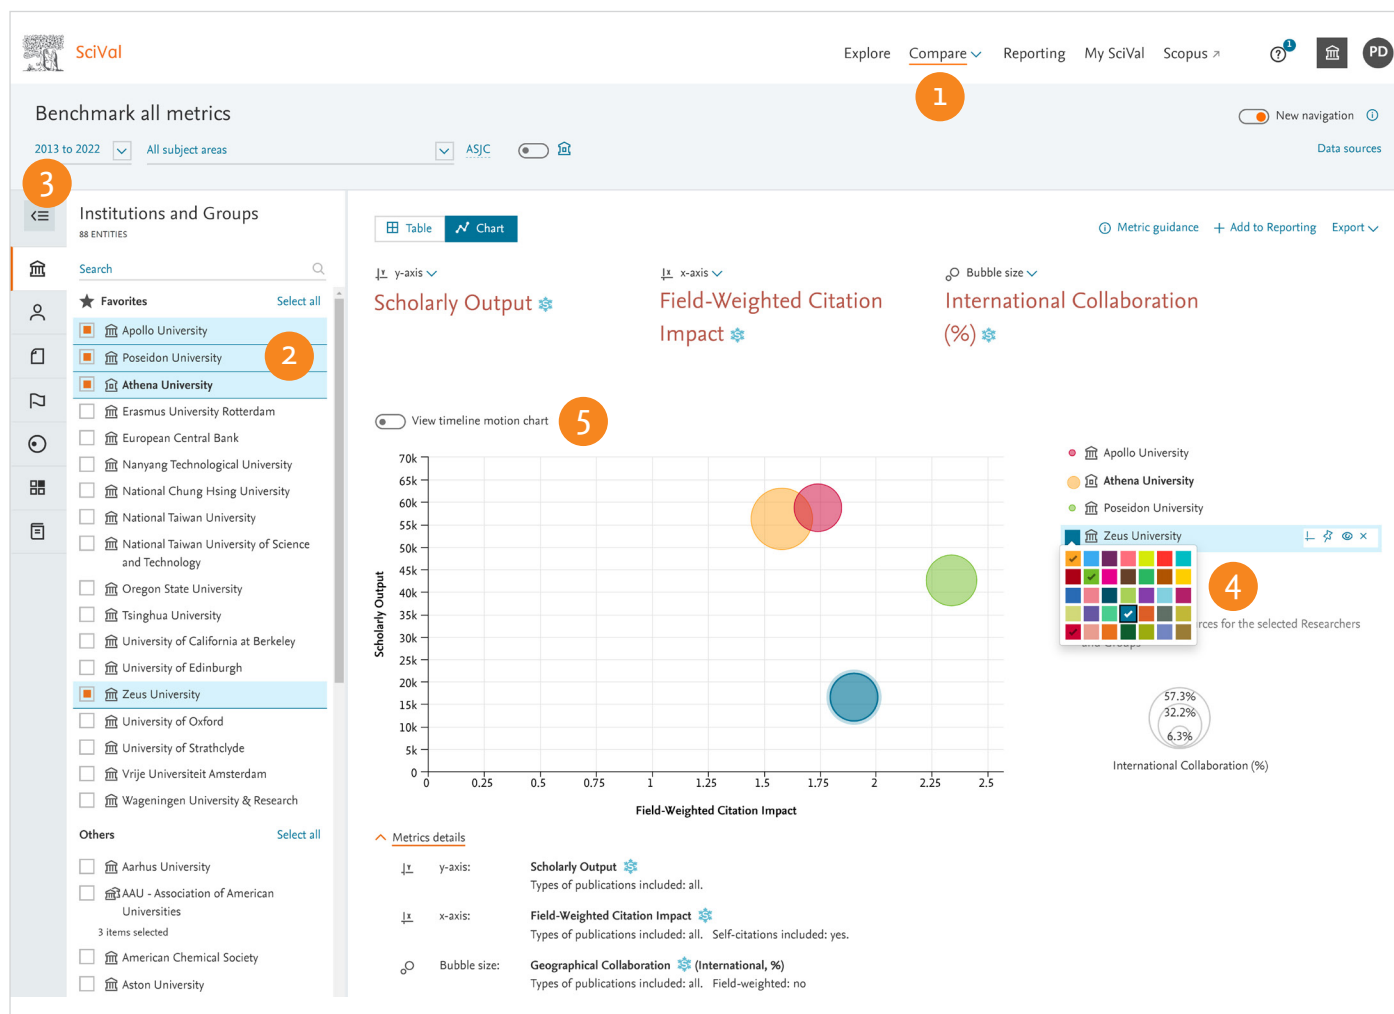 SciVal
Explore Compare Reporting My SciVal Scopus ↗ 1 PD
1
Benchmark all metrics
New navigation
2013 to 2022 All subject areas ASJC Data sources
3
Institutions and Groups
88 ENTITIES
Table Chart Metric guidance + Add to Reporting Export
Search
y-axis x-axis Bubble size
Favorites Select all
Scholarly Output
Field-Weighted Citation
Impact
International Collaboration
(%)
Apollo University
Poseidon University
2
Athena University
Erasmus University Rotterdam
European Central Bank
Nanyang Technological University
National Chung Hsing University
National Taiwan University
National Taiwan University of Science
and Technology
Oregon State University
Tsinghua University
University of California at Berkeley
University of Edinburgh
Zeus University
University of Oxford
University of Strathclyde
Vrije Universiteit Amsterdam
Wageningen University & Research
Others Select all
Aarhus University
AAU - Association of American
Universities
3 items selected
American Chemical Society
Aston University
View timeline motion chart
5
70k
65k
60k
55k
50k
45k
40k
35k
30k
25k
20k
15k
10k
5k
0
Scholarly Output
0 0.25 0.5 0.75 1 1.25 1.5 1.75 2 2.25 2.5
Field-Weighted Citation Impact
Apollo University
Athena University
Poseidon University
Zeus University
4
for the selected Researchers
and Groups
57.3%
32.2%
6.3%
International Collaboration (%)
Metrics details
y-axis: Scholarly Output
Types of publications included: all.
x-axis: Field-Weighted Citation Impact
Types of publications included: all. Self-citations included: yes.
Bubble size: Geographical Collaboration (International, %)
Types of publications included: all. Field-weighted: no